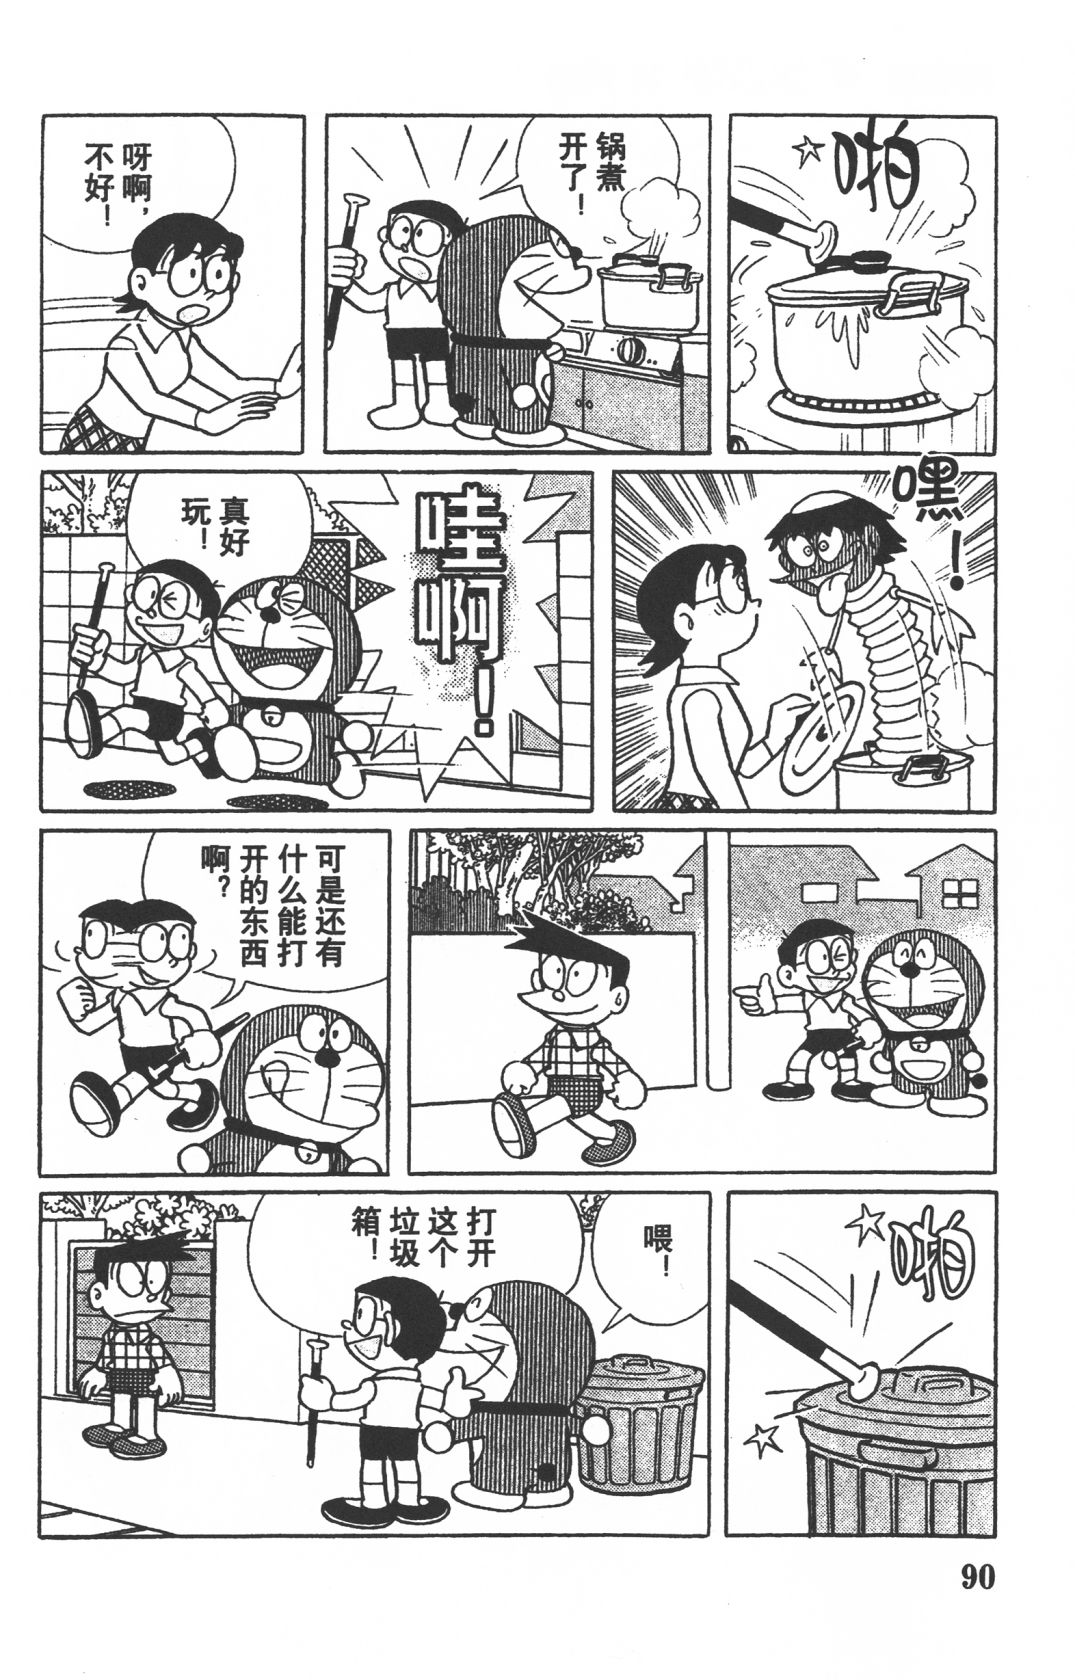 啪
锅煮
开了！
呀啊，
不好！
嘿！
哇啊！
真好
玩！
可是还有
什么能打
开的东西
啊？
啪
喂！
打开
这个
垃圾
箱！
90